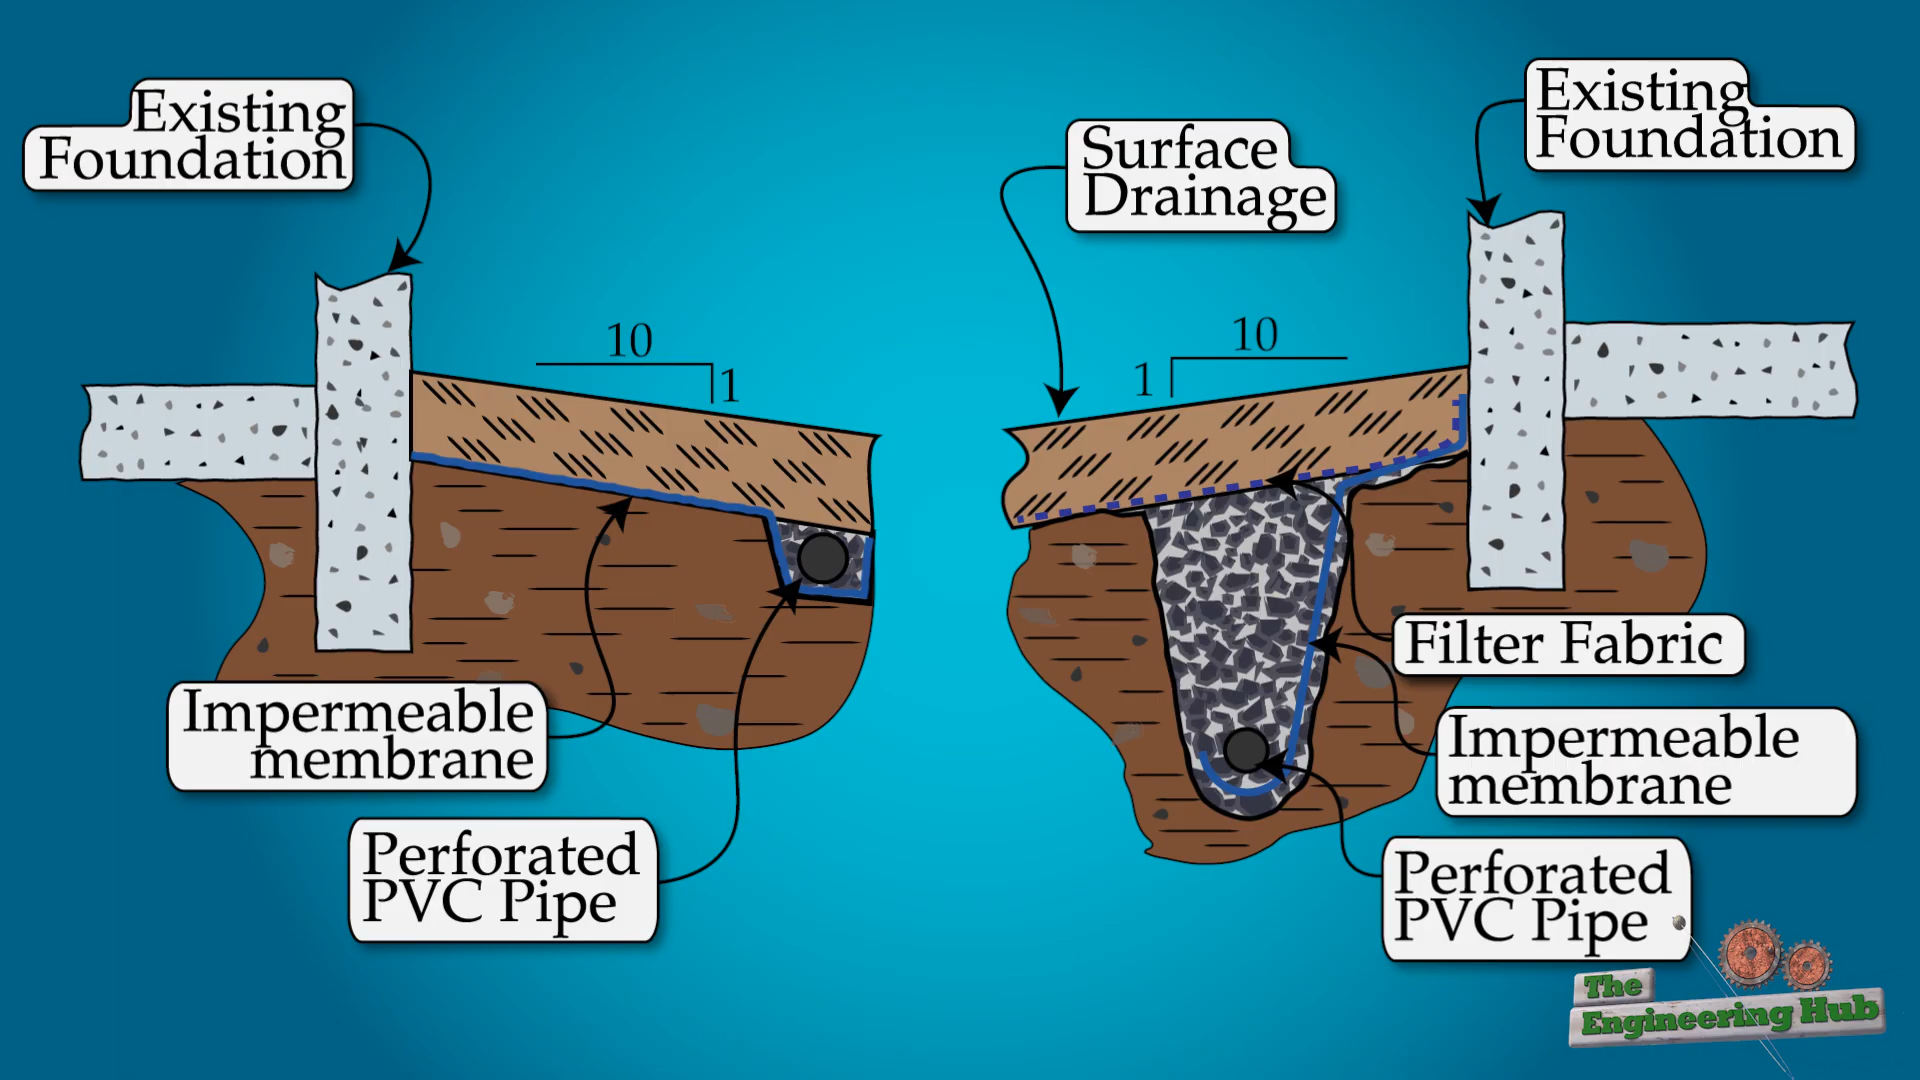 Existing
Foundation
10
1
Impermeable
membrane
Perforated
PVC Pipe
Surface
Drainage
Existing
Foundation
10
1
Filter Fabric
Impermeable
membrane
Perforated
PVC Pipe
The
Engineering Hub